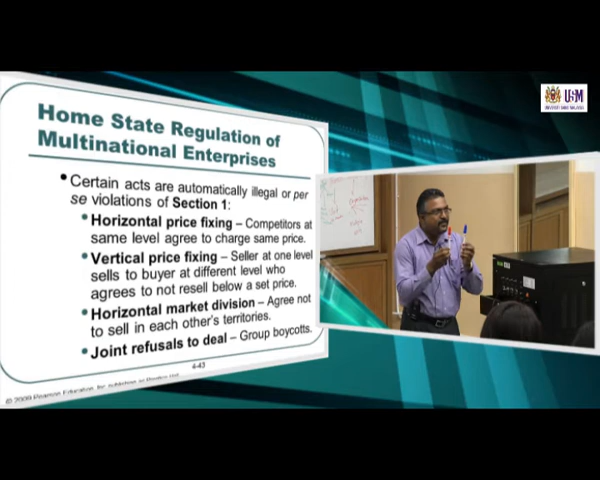 USM
UNIVERSITI SAINS MALAYSIA
Home State Regulation of
Multinational Enterprises
•Certain acts are automatically illegal or per
se violations of Section 1:
•Horizontal price fixing – Competitors at
same level agree to charge same price.
•Vertical price fixing – Seller at one level
sells to buyer at different level who
agrees to not resell below a set price.
•Horizontal market division – Agree not
to sell in each other's territories.
•Joint refusals to deal – Group boycotts.
4-43
© 2009 Pearson Education, Inc. publishing as Prentice Hall